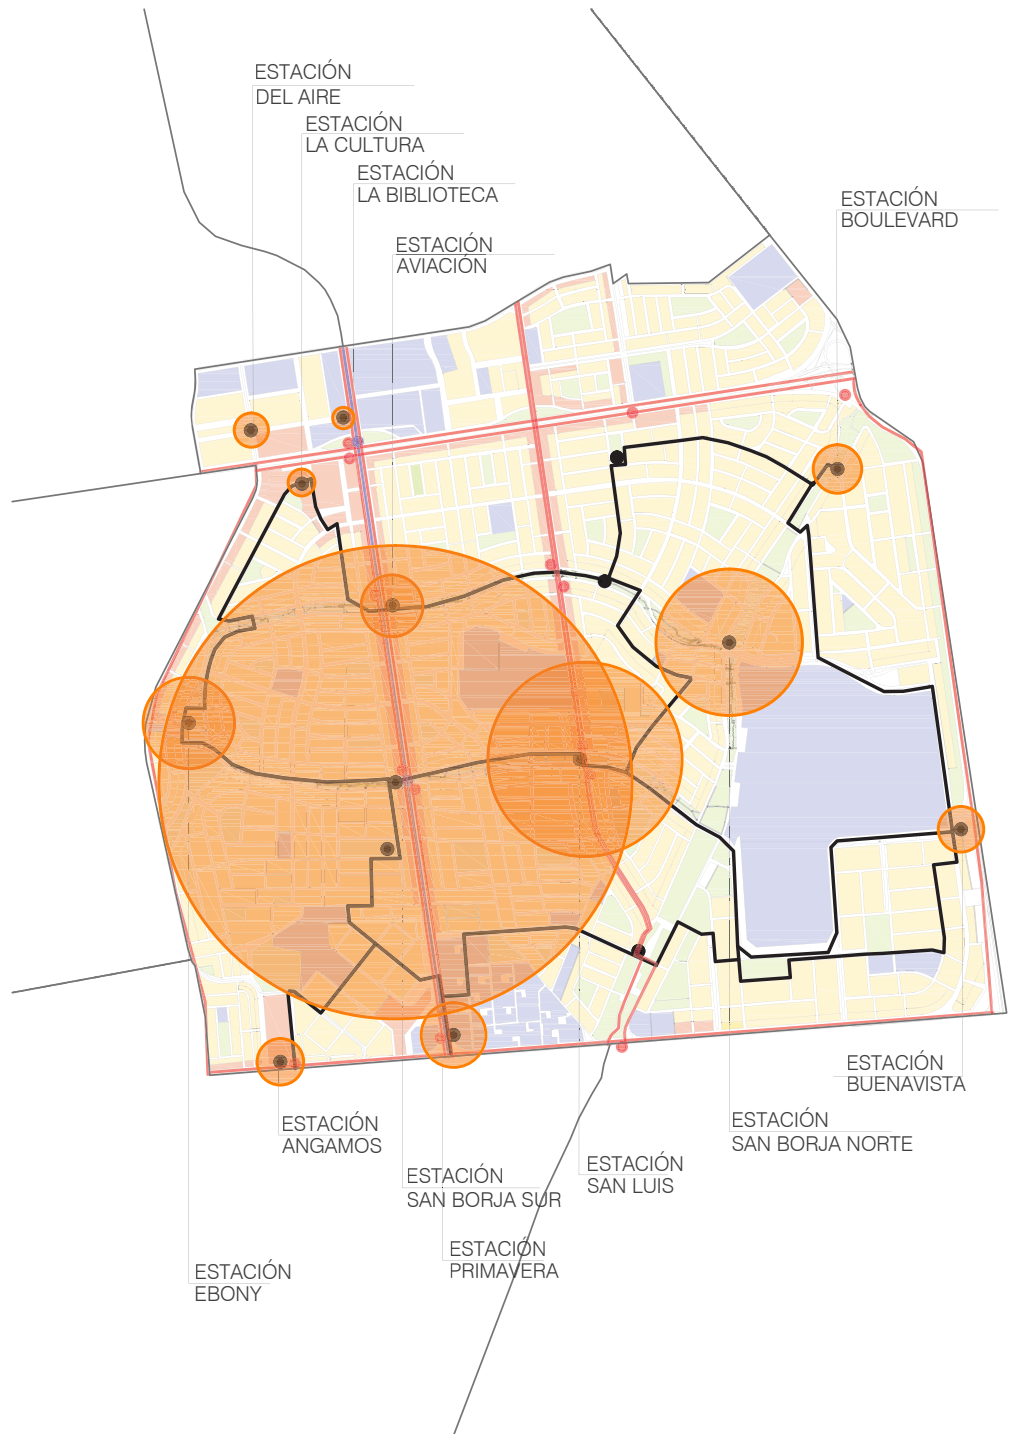 ESTACIÓN
DEL AIRE
ESTACIÓN
LA CULTURA
ESTACIÓN
LA BIBLIOTECA
ESTACIÓN
BOULEVARD
ESTACIÓN
AVIACIÓN
ESTACIÓN
BUENAVISTA
ESTACIÓN
SAN BORJA NORTE
ESTACIÓN
ANGAMOS
ESTACIÓN
SAN LUIS
ESTACIÓN
SAN BORJA SUR
ESTACIÓN
PRIMAVERA
ESTACIÓN
EBONY